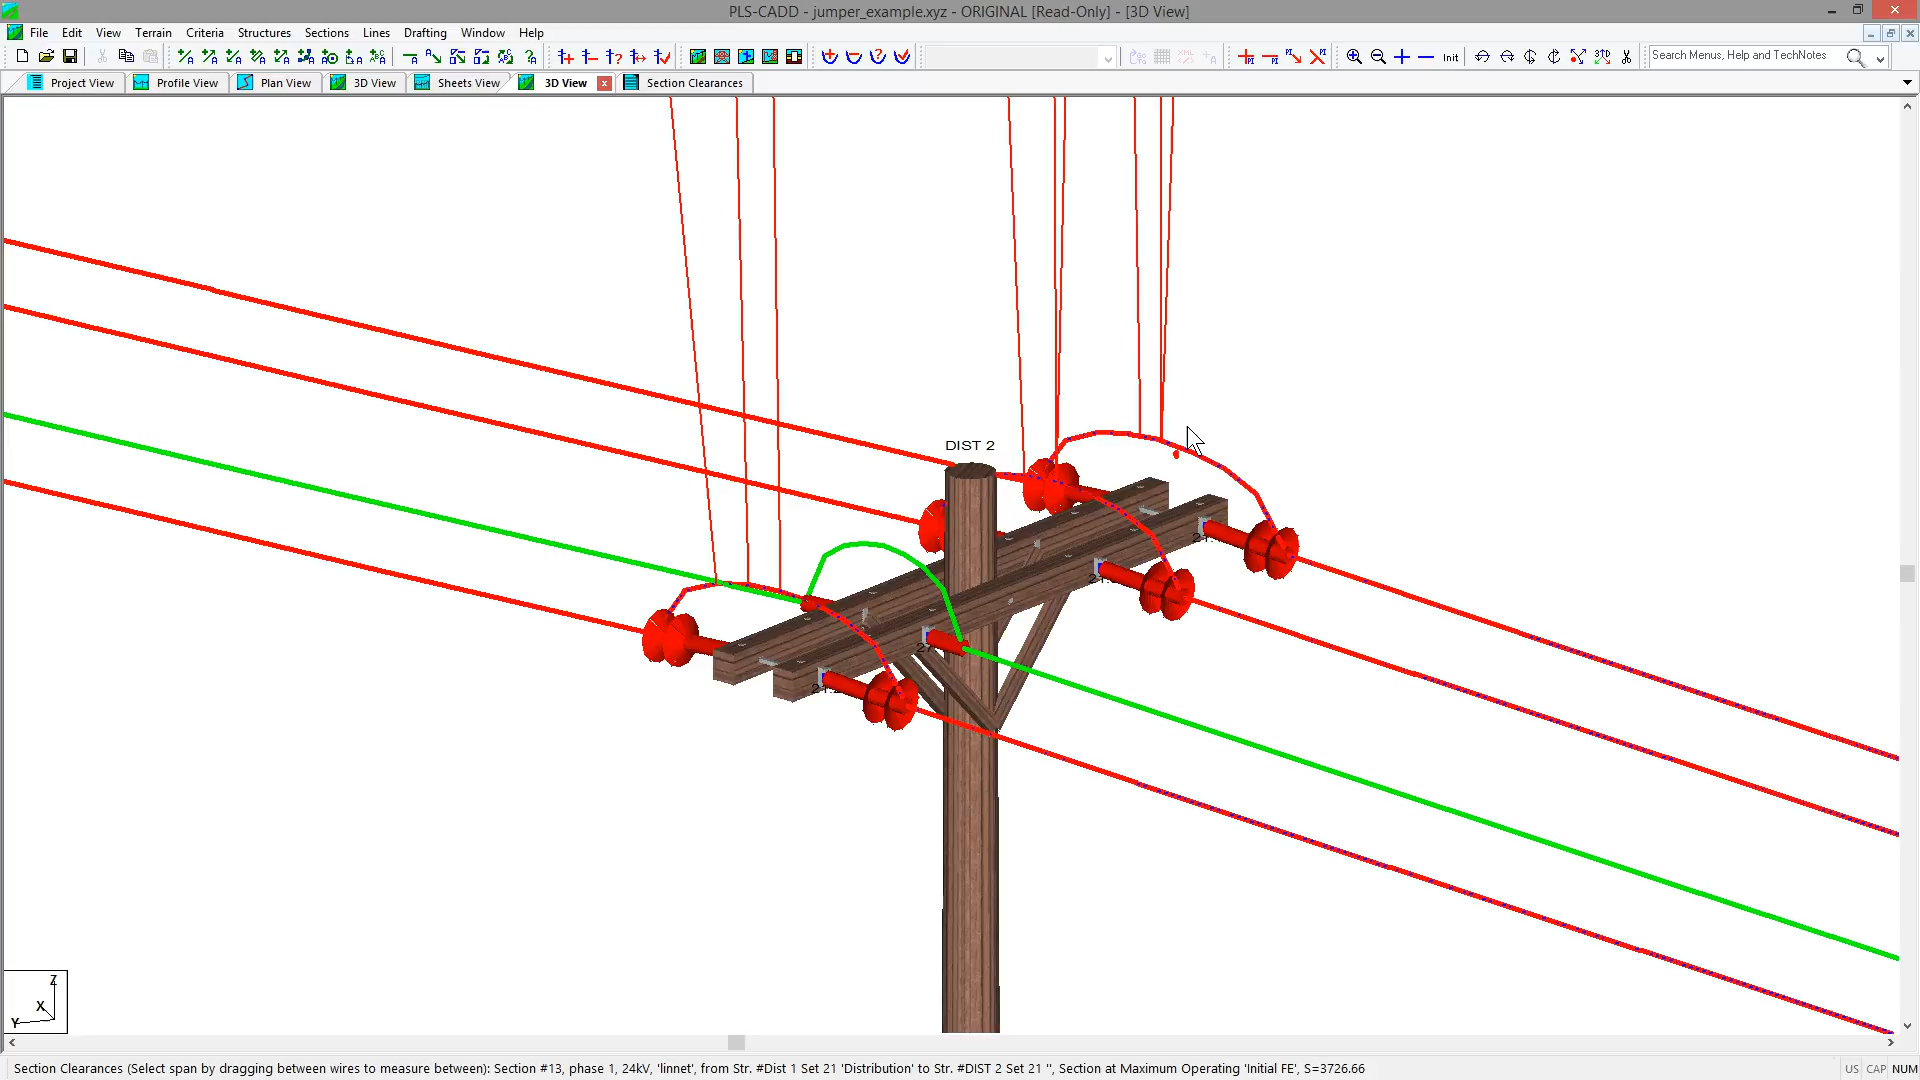 PLS-CADD - jumper_example.xyz - ORIGINAL [Read-Only] - [3D View]
File Edit View Terrain Criteria Structures Sections Lines Drafting Window Help
Init
Search Menus, Help and TechNotes
Project View Profile View Plan View 3D View Sheets View 3D View Section Clearances
DIST 2
Z
X
Y
Section Clearances (Select span by dragging between wires to measure between): Section #13, phase 1, 24kV, 'linnet', from Str. #Dist 1 Set 21 'Distribution' to Str. #DIST 2 Set 21 '', Section at Maximum Operating 'Initial FE', S=3726.66
US CAP NUM